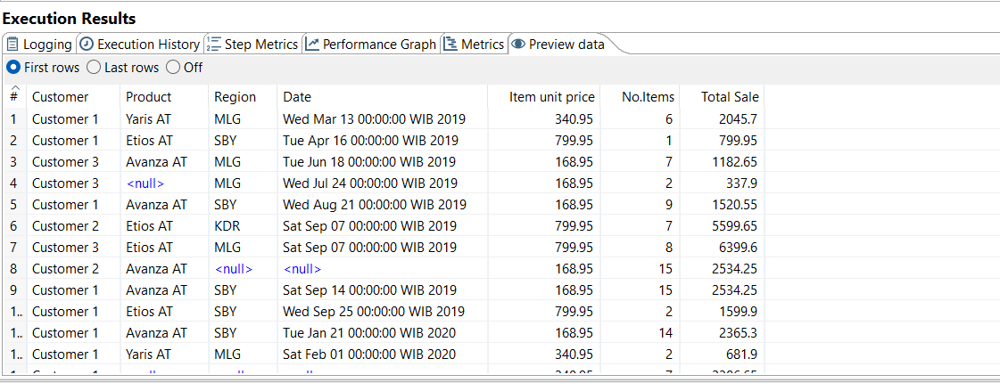 Execution Results
Logging Execution History Step Metrics Performance Graph Metrics Preview data
First rows Last rows Off
# Customer Product Region Date Item unit price No.Items Total Sale
1 Customer 1 Yaris AT MLG Wed Mar 13 00:00:00 WIB 2019 340.95 6 2045.7
2 Customer 1 Etios AT SBY Tue Apr 16 00:00:00 WIB 2019 799.95 1 799.95
3 Customer 3 Avanza AT MLG Tue Jun 18 00:00:00 WIB 2019 168.95 7 1182.65
4 Customer 3 <null> MLG Wed Jul 24 00:00:00 WIB 2019 168.95 2 337.9
5 Customer 1 Avanza AT SBY Wed Aug 21 00:00:00 WIB 2019 168.95 9 1520.55
6 Customer 2 Etios AT KDR Sat Sep 07 00:00:00 WIB 2019 799.95 7 5599.65
7 Customer 3 Etios AT MLG Sat Sep 07 00:00:00 WIB 2019 799.95 8 6399.6
8 Customer 2 Avanza AT <null> <null> 168.95 15 2534.25
9 Customer 1 Avanza AT SBY Sat Sep 14 00:00:00 WIB 2019 168.95 15 2534.25
1.. Customer 1 Etios AT SBY Wed Sep 25 00:00:00 WIB 2019 799.95 2 1599.9
1.. Customer 1 Avanza AT SBY Tue Jan 21 00:00:00 WIB 2020 168.95 14 2365.3
1.. Customer 1 Yaris AT MLG Sat Feb 01 00:00:00 WIB 2020 340.95 2 681.9